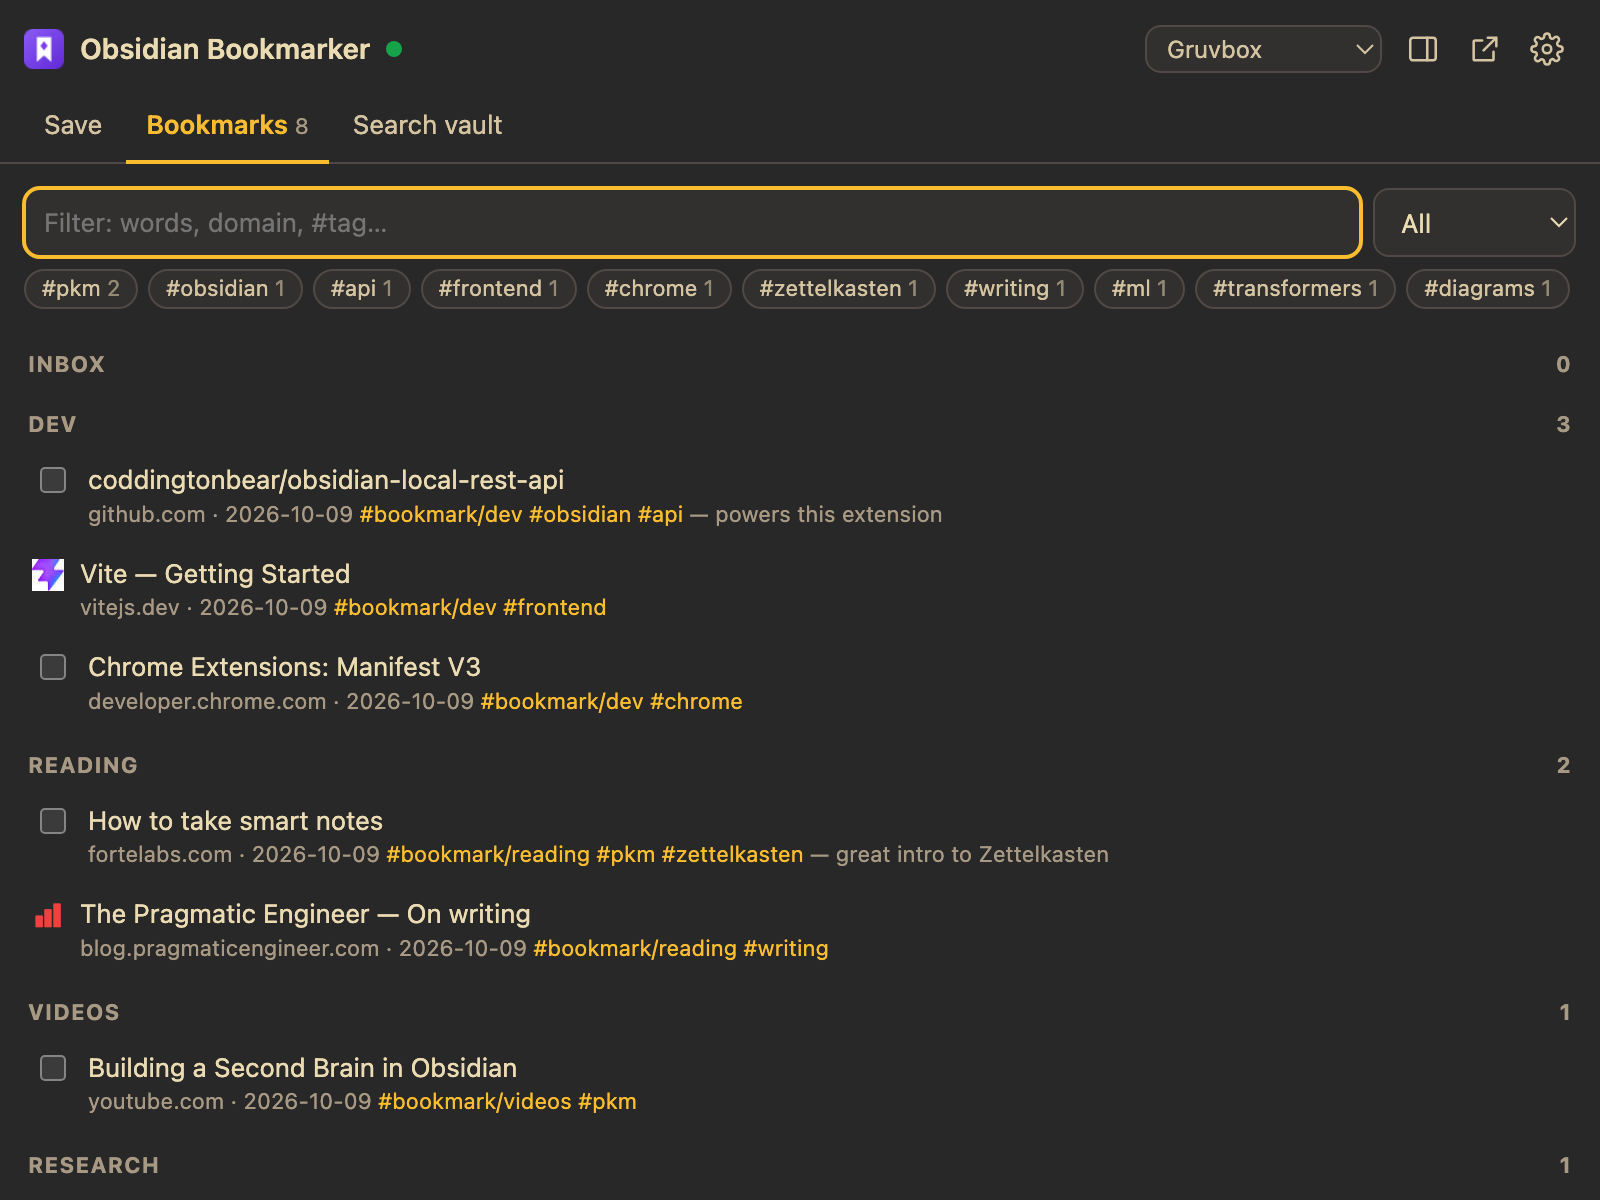 Obsidian Bookmarker
Gruvbox
Save
Bookmarks 8
Search vault
Filter: words, domain, #tag...
All
#pkm 2
#obsidian 1
#api 1
#frontend 1
#chrome 1
#zettelkasten 1
#writing 1
#ml 1
#transformers 1
#diagrams 1
INBOX 0
DEV 3
coddingtonbear/obsidian-local-rest-api
github.com · 2026-10-09 #bookmark/dev #obsidian #api — powers this extension
Vite — Getting Started
vitejs.dev · 2026-10-09 #bookmark/dev #frontend
Chrome Extensions: Manifest V3
developer.chrome.com · 2026-10-09 #bookmark/dev #chrome
READING 2
How to take smart notes
fortelabs.com · 2026-10-09 #bookmark/reading #pkm #zettelkasten — great intro to Zettelkasten
The Pragmatic Engineer — On writing
blog.pragmaticengineer.com · 2026-10-09 #bookmark/reading #writing
VIDEOS 1
Building a Second Brain in Obsidian
youtube.com · 2026-10-09 #bookmark/videos #pkm
RESEARCH 1